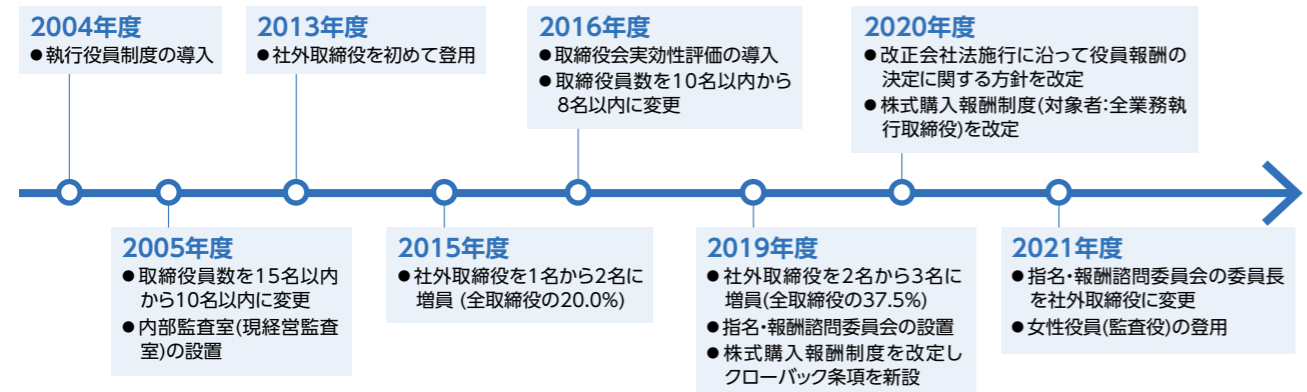 2004年度
●執行役員制度の導入
2013年度
●社外取締役を初めて登用
2016年度
●取締役会実効性評価の導入
●取締役員数を10名以内から
8名以内に変更
2020年度
●改正会社法施行に沿って役員報酬の
決定に関する方針を改定
●株式購入報酬制度(対象者:全業務執
行取締役)を改定
2005年度
●取締役員数を15名以内
から10名以内に変更
●内部監査室(現経営監査
室)の設置
2015年度
●社外取締役を1名から2名に
増員 (全取締役の20.0%)
2019年度
●社外取締役を2名から3名に
増員(全取締役の37.5%)
●指名・報酬諮問委員会の設置
●株式購入報酬制度を改定し
クローバック条項を新設
2021年度
●指名・報酬諮問委員会の委員長
を社外取締役に変更
●女性役員(監査役)の登用